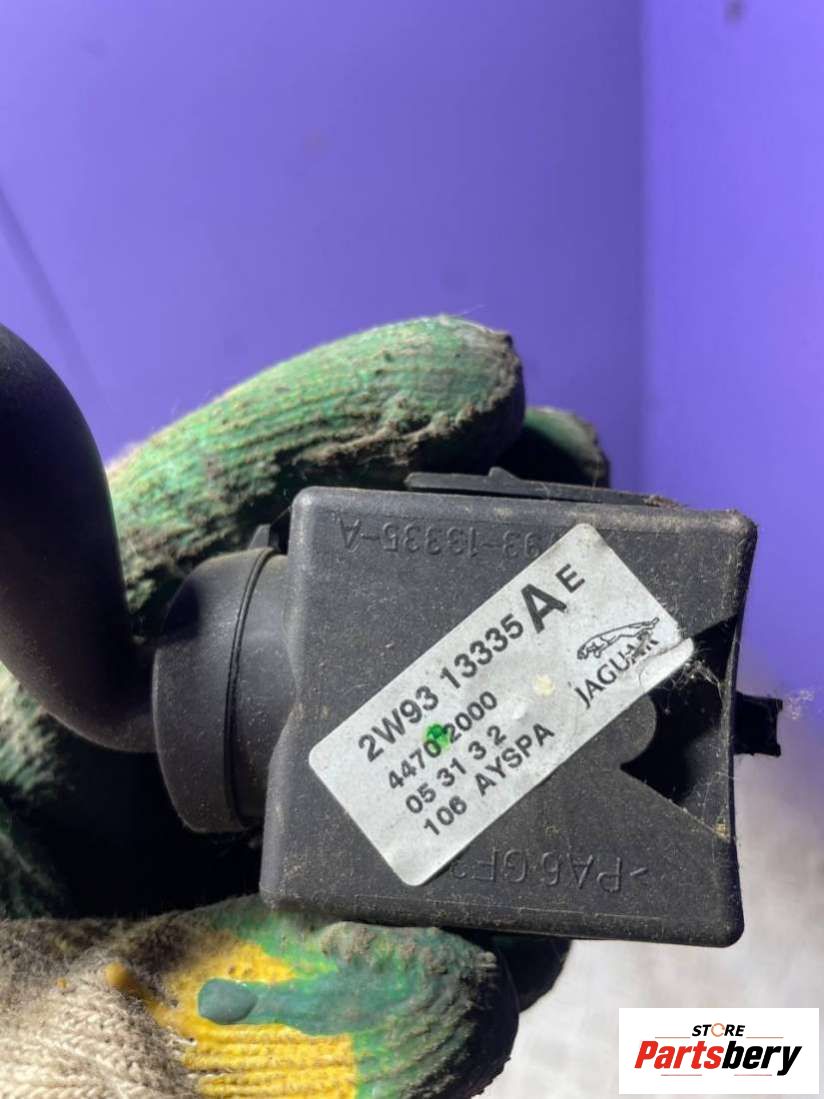 93-13335-A
2W93 13335 A E
4470 2000
05 31 3 2
106 AYSPA
JAGUAR
>PA6 GF
STORE
Partsbery